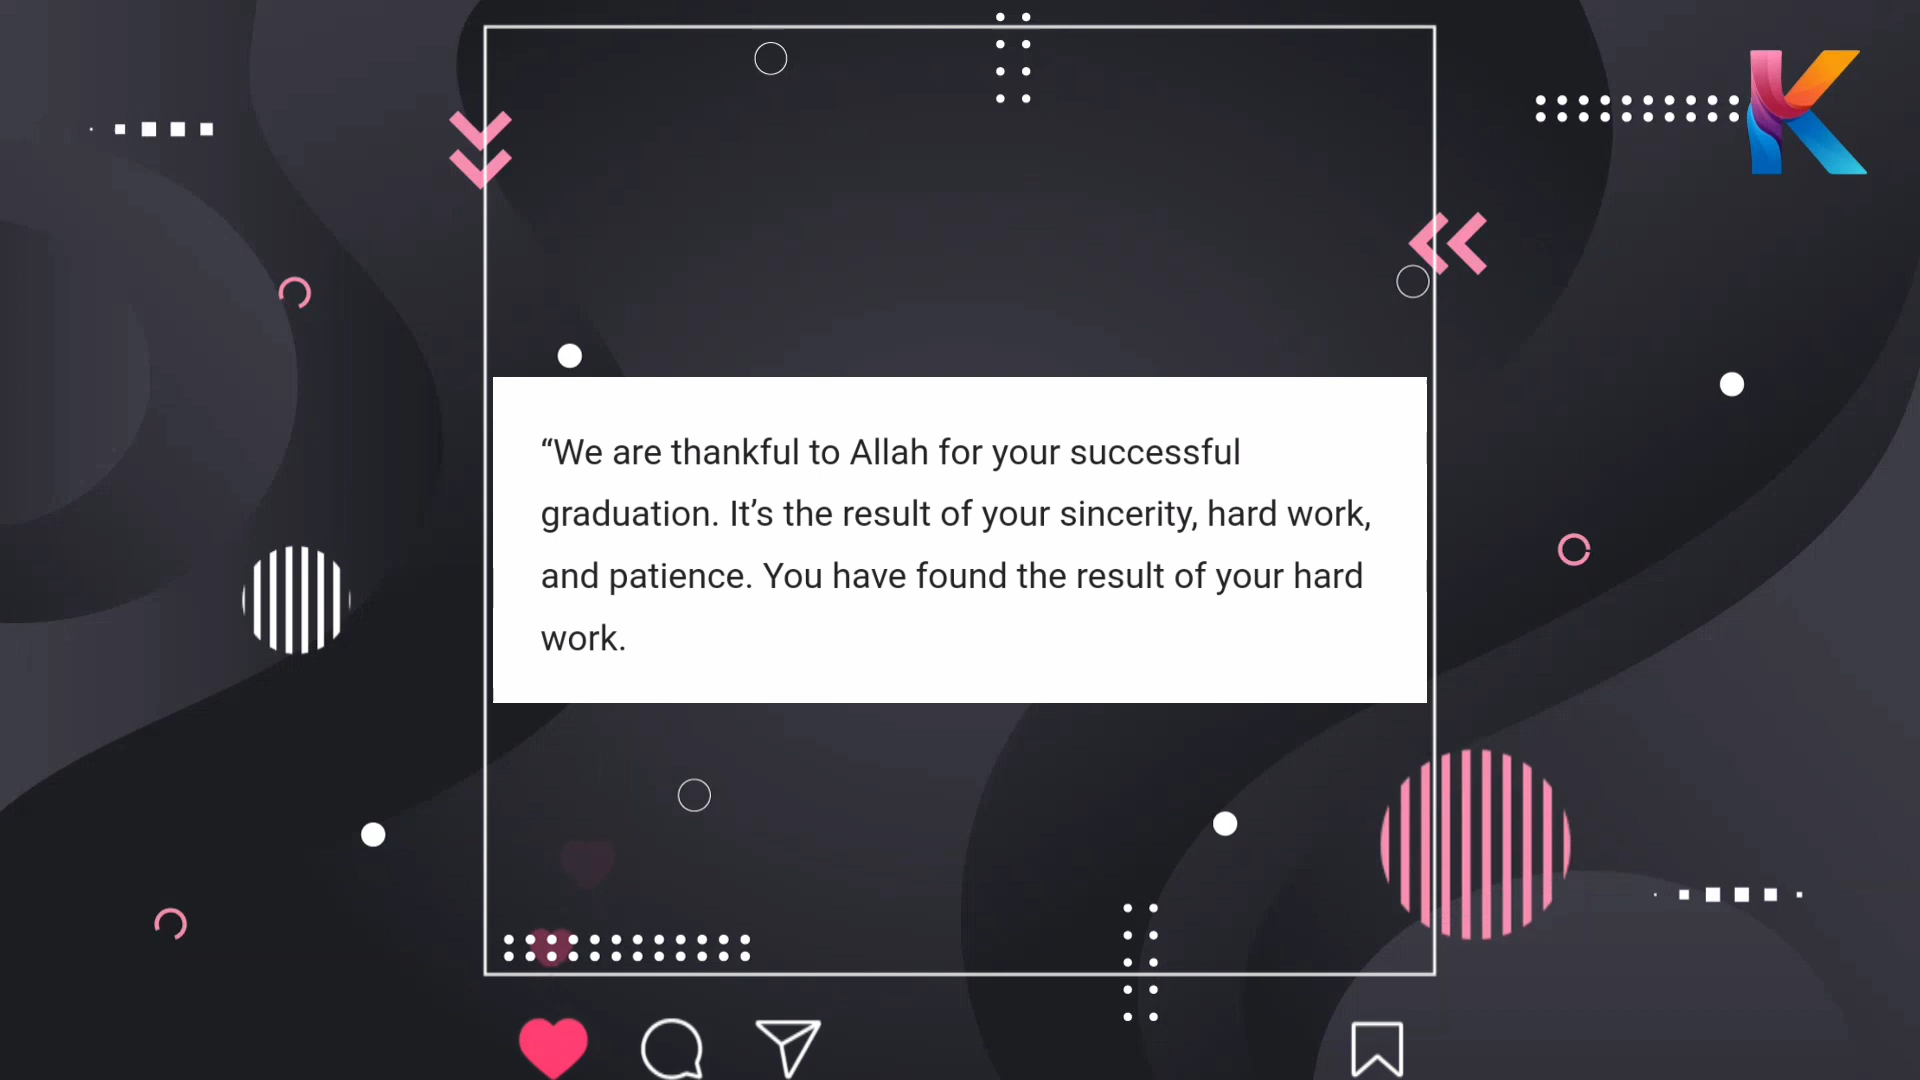 “We are thankful to Allah for your successful
graduation. It’s the result of your sincerity, hard work,
and patience. You have found the result of your hard
work.
K